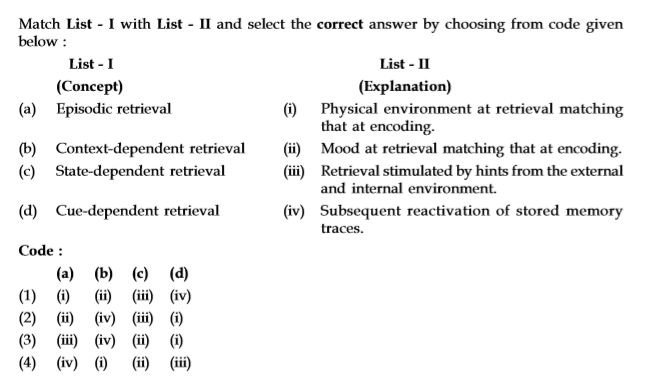 Match List - I with List - II and select the correct answer by choosing from code given
below :
List - I List - II
(Concept) (Explanation)
(a) Episodic retrieval (i) Physical environment at retrieval matching
that at encoding.
(b) Context-dependent retrieval (ii) Mood at retrieval matching that at encoding.
(c) State-dependent retrieval (iii) Retrieval stimulated by hints from the external
and internal environment.
(d) Cue-dependent retrieval (iv) Subsequent reactivation of stored memory
traces.
Code :
(a) (b) (c) (d)
(1) (i) (ii) (iii) (iv)
(2) (ii) (iv) (iii) (i)
(3) (iii) (iv) (ii) (i)
(4) (iv) (i) (ii) (iii)